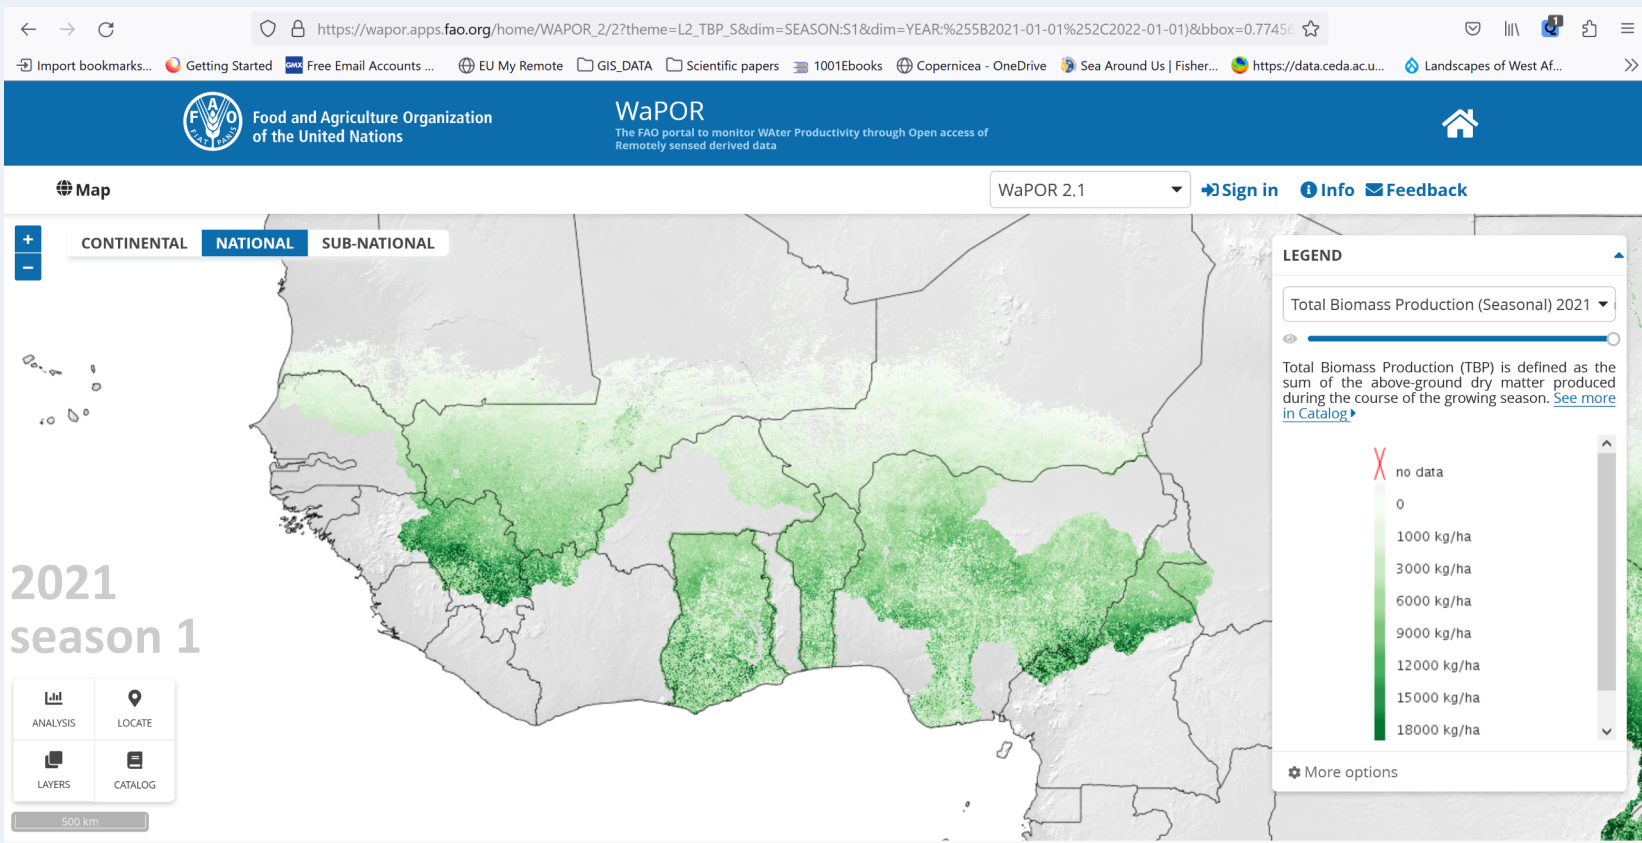 https://wapor.apps.fao.org/home/WAPOR_2/2?theme=L2_TBP_S&dim=SEASON:S1&dim=YEAR:%255B2021-01-01%252C2022-01-01)&bbox=0.77456
1
Import bookmarks... Getting Started GMX Free Email Accounts ... EU My Remote GIS_DATA Scientific papers 1001Ebooks Copernicea - OneDrive Sea Around Us | Fisher... https://data.ceda.ac.u... Landscapes of West Af...
F A O
FIAT PANIS
Food and Agriculture Organization
of the United Nations
WaPOR
The FAO portal to monitor WAter Productivity through Open access of
Remotely sensed derived data
Map
WaPOR 2.1
Sign in Info Feedback
+
−
CONTINENTAL NATIONAL SUB-NATIONAL
LEGEND
Total Biomass Production (Seasonal) 2021
Total Biomass Production (TBP) is defined as the
sum of the above-ground dry matter produced
during the course of the growing season. See more
in Catalog
no data
0
1000 kg/ha
3000 kg/ha
6000 kg/ha
9000 kg/ha
12000 kg/ha
15000 kg/ha
18000 kg/ha
More options
2021
season 1
ANALYSIS LOCATE
LAYERS CATALOG
500 km